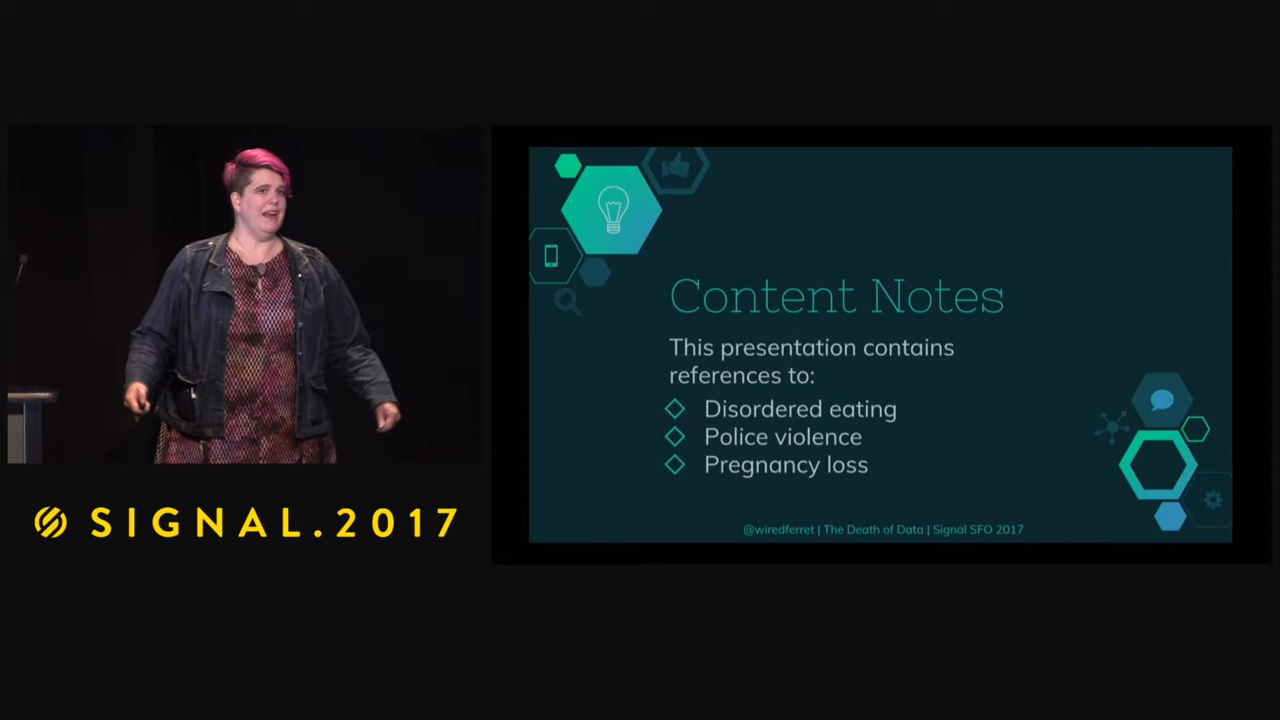 SIGNAL.2017
Content Notes
This presentation contains
references to:
Disordered eating
Police violence
Pregnancy loss
@wiredferret | The Death of Data | Signal SFO 2017